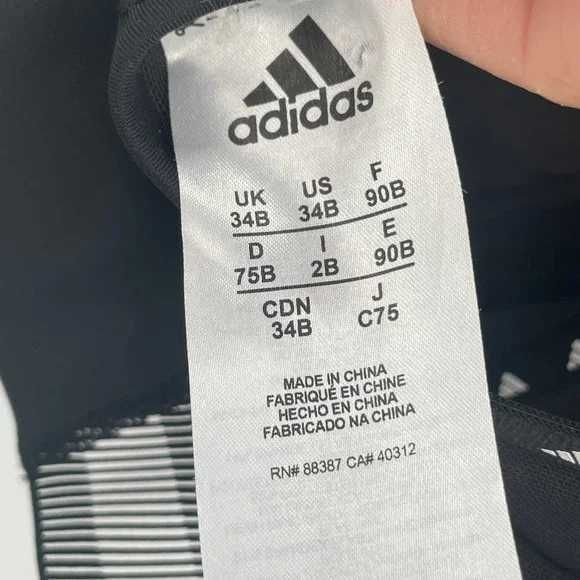 adidas
UK US F
34B 34B 90B
D I E
75B 2B 90B
CDN J
34B C75
MADE IN CHINA
FABRIQUÉ EN CHINE
HECHO EN CHINA
FABRICADO NA CHINA
RN# 88387 CA# 40312